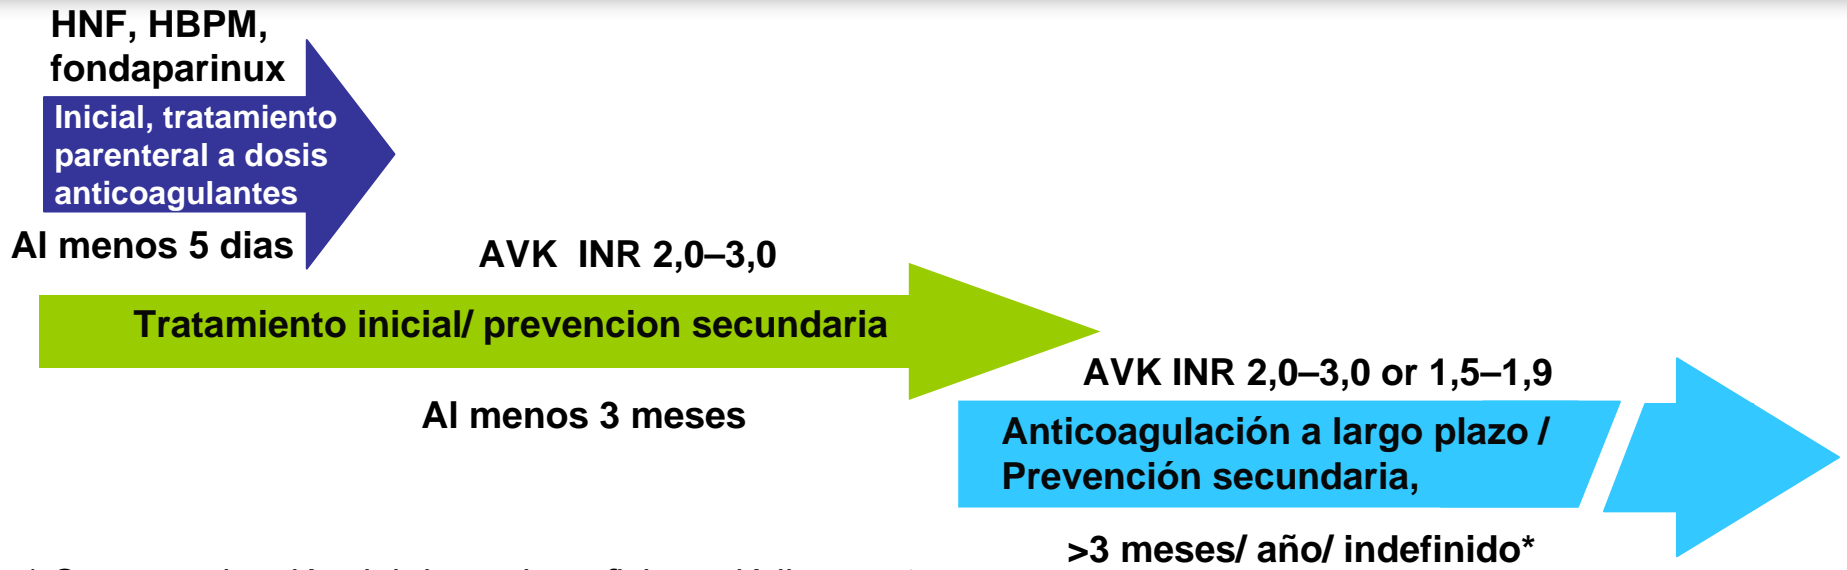 HNF, HBPM,
fondaparinux
Inicial, tratamiento
parenteral a dosis
anticoagulantes
Al menos 5 dias
AVK INR 2,0–3,0
Tratamiento inicial/ prevencion secundaria
Al menos 3 meses
AVK INR 2,0–3,0 or 1,5–1,9
Anticoagulación a largo plazo /
Prevención secundaria,
>3 meses/ año/ indefinido*